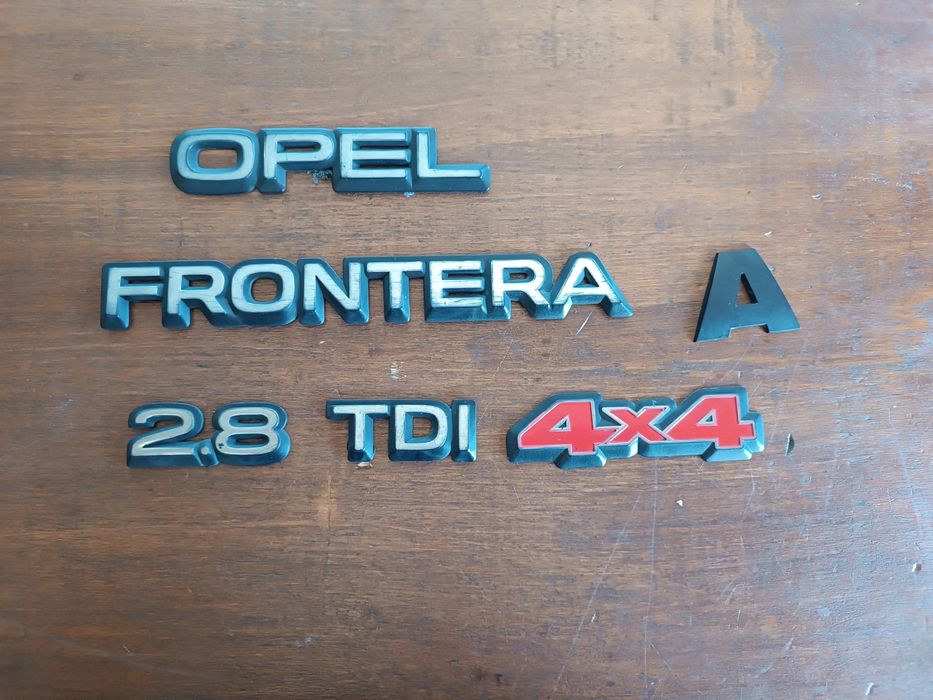 OPEL
FRONTERA A
2.8 TDI 4x4